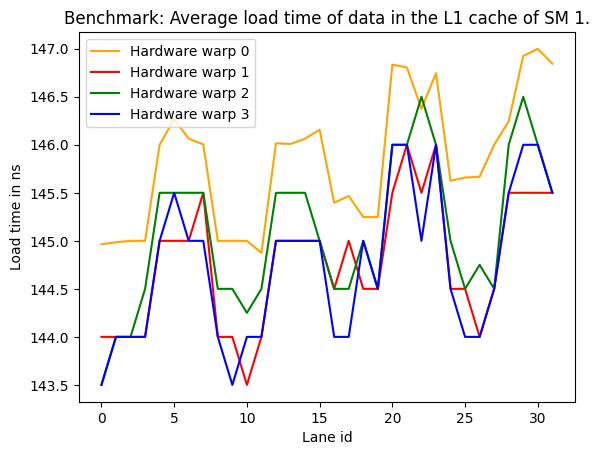 Benchmark: Average load time of data in the L1 cache of SM 1.
147.0
146.5
146.0
145.5
145.0
144.5
144.0
143.5
Load time in ns
Hardware warp 0
Hardware warp 1
Hardware warp 2
Hardware warp 3
0 5 10 15 20 25 30
Lane id